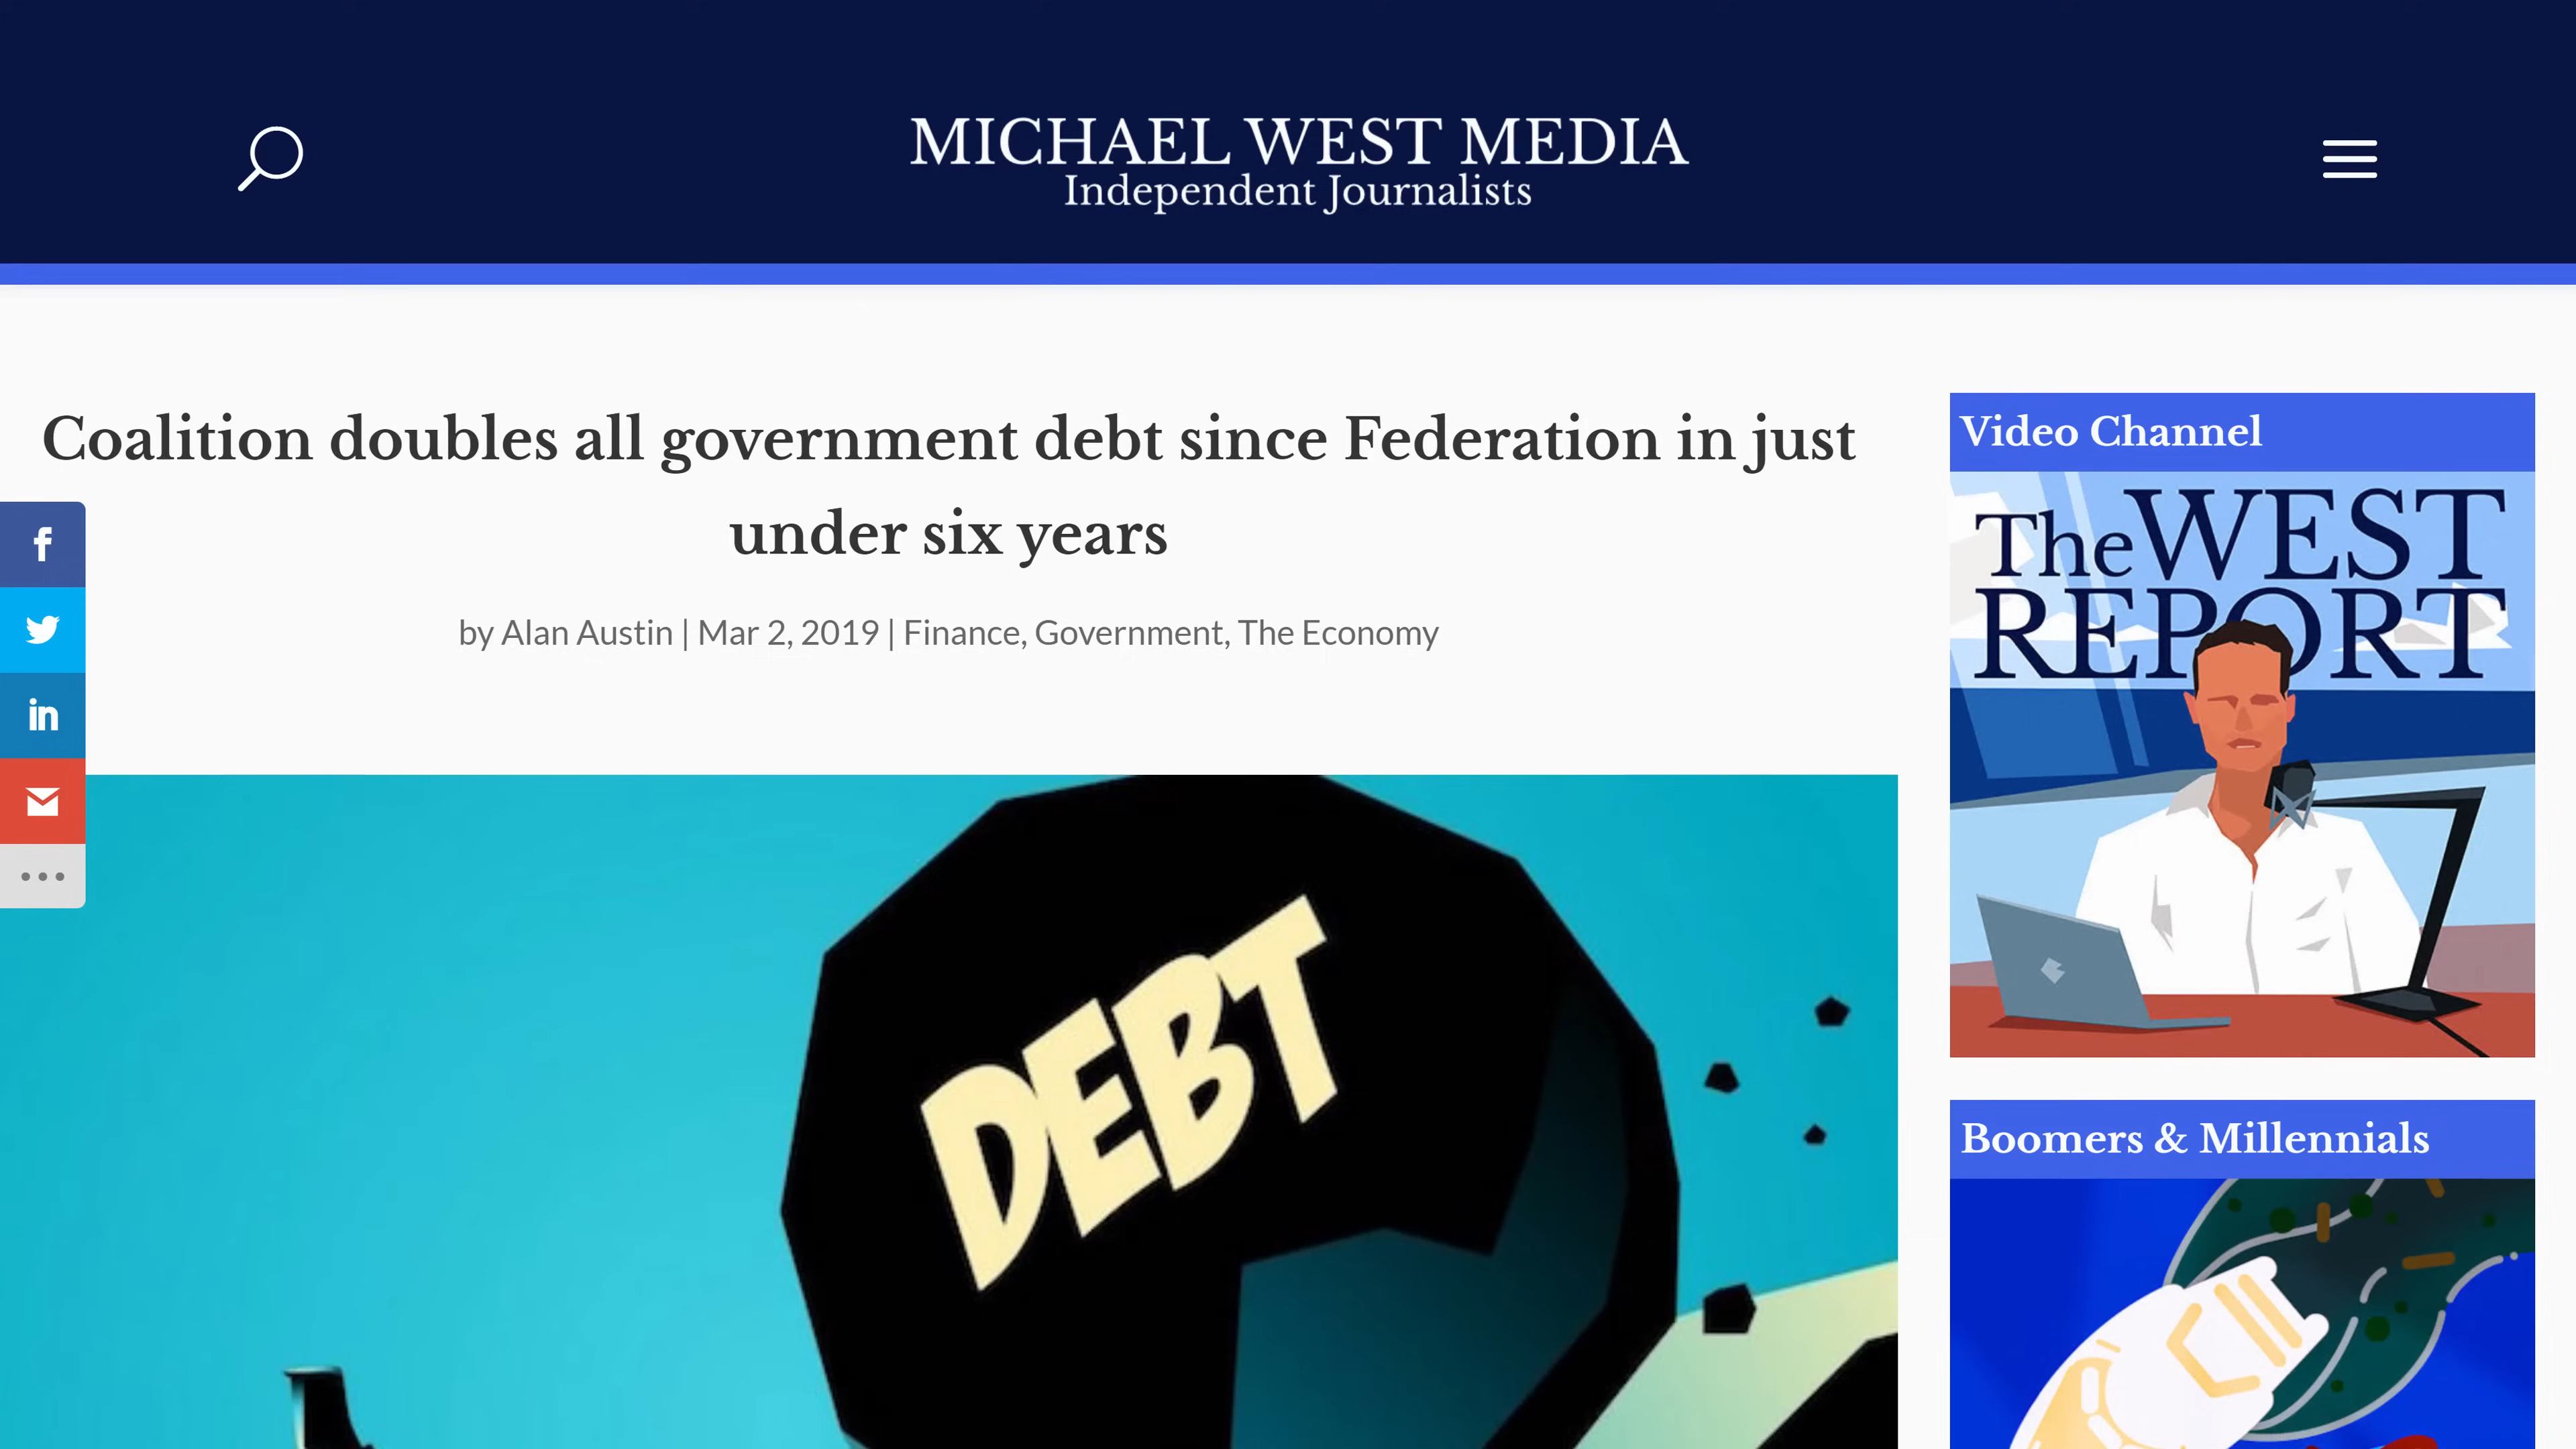 MICHAEL WEST MEDIA
Independent Journalists
Coalition doubles all government debt since Federation in just
under six years
by Alan Austin | Mar 2, 2019 | Finance, Government, The Economy
f
in
DEBT
Video Channel
The WEST
REPORT
Boomers & Millennials